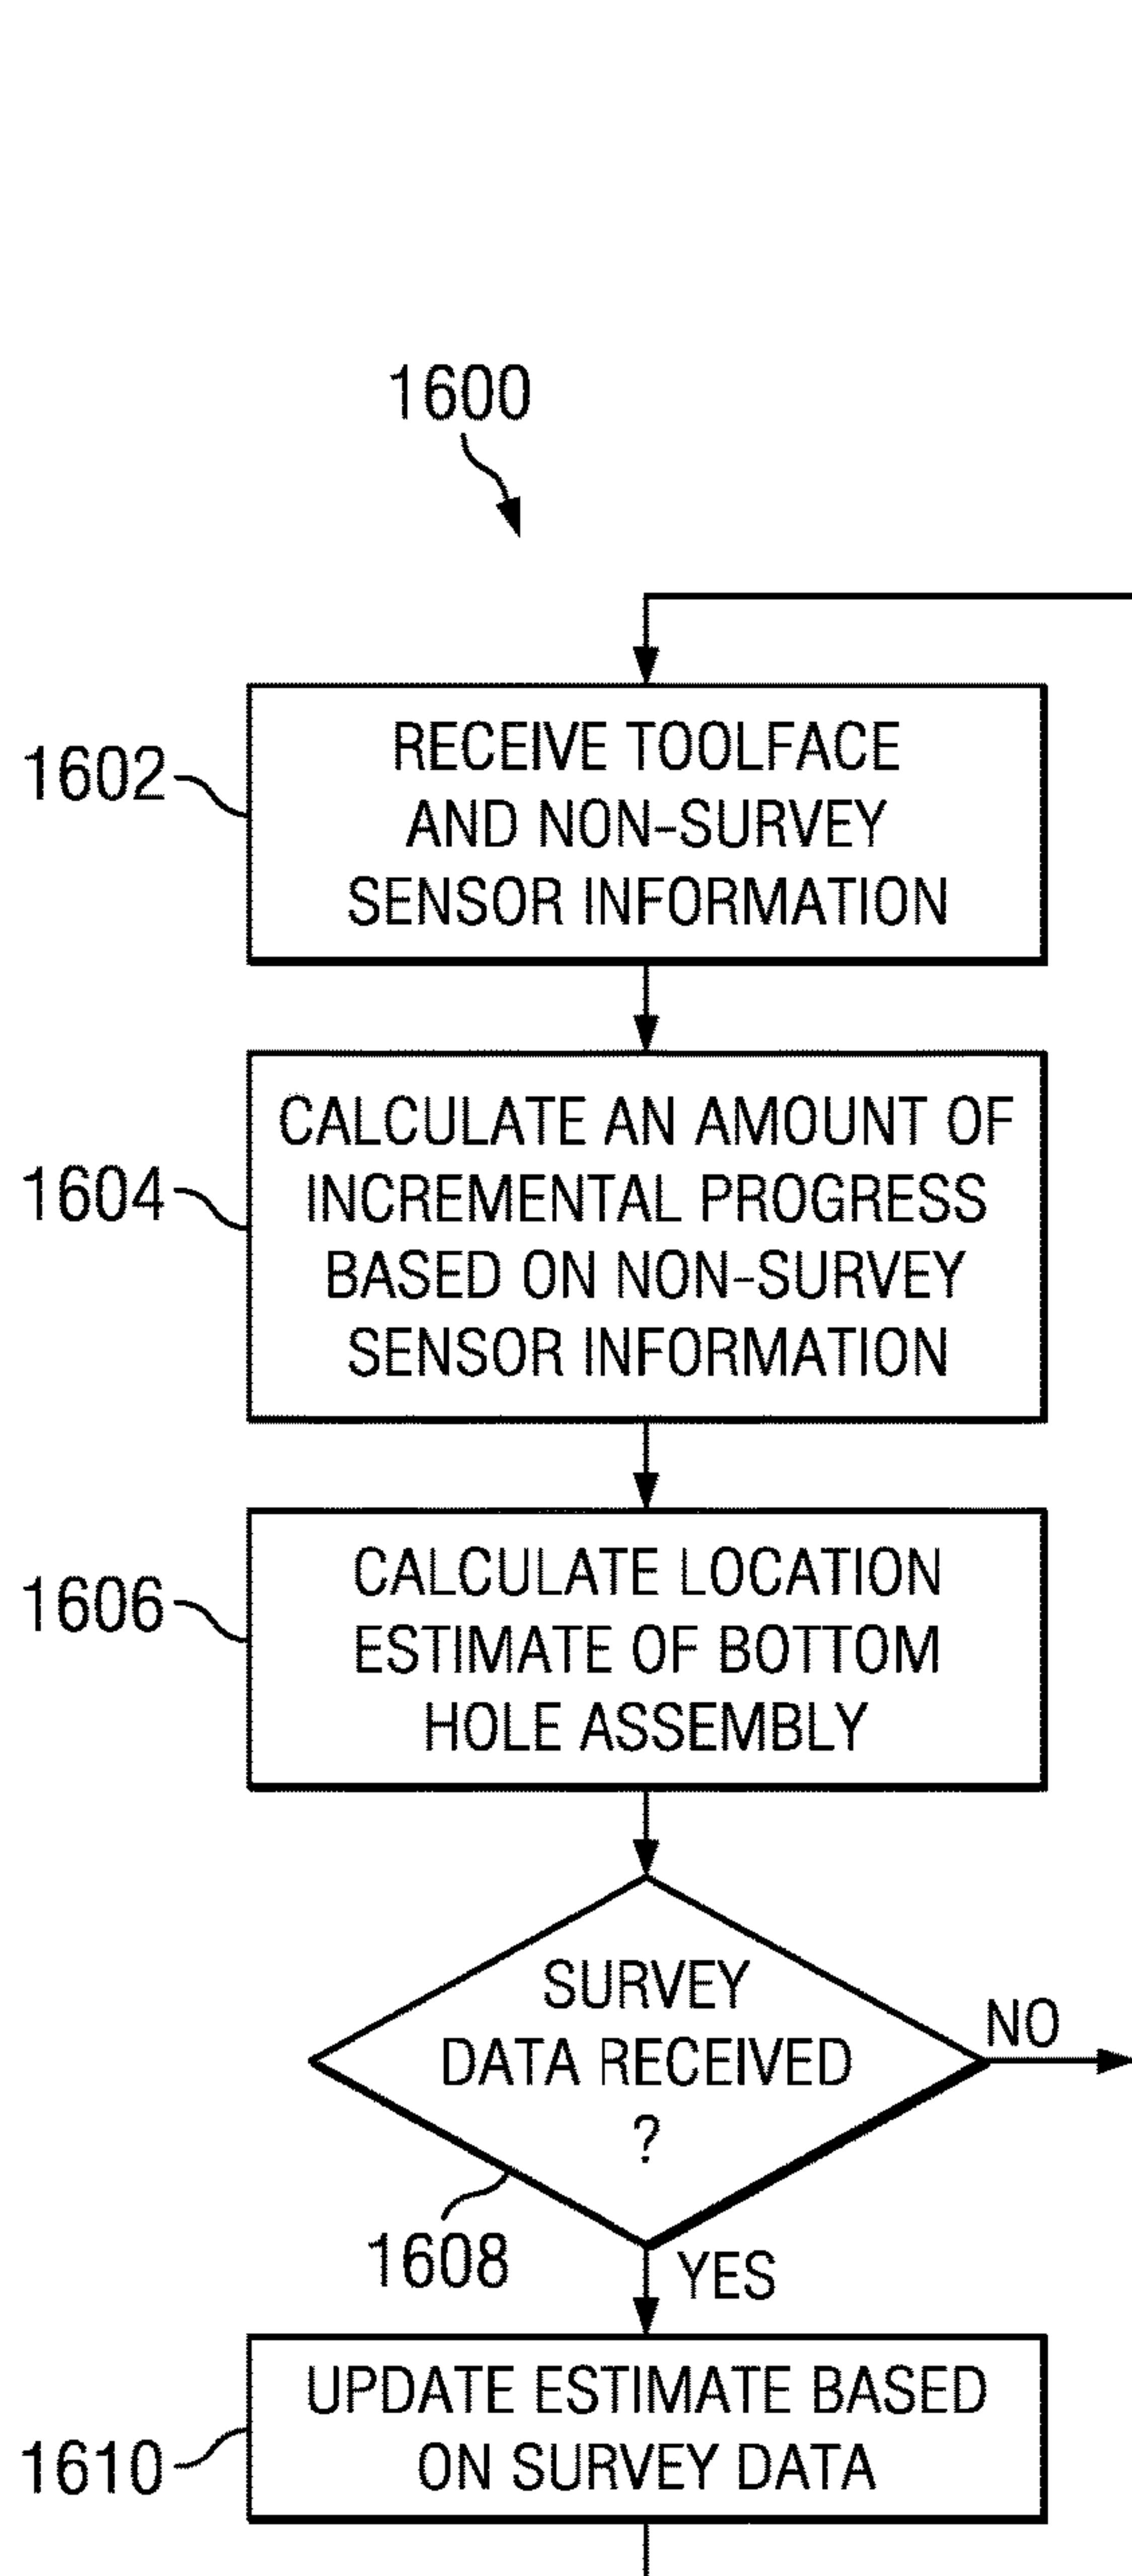 1600
1602
RECEIVE TOOLFACE
AND NON-SURVEY
SENSOR INFORMATION
1604
CALCULATE AN AMOUNT OF
INCREMENTAL PROGRESS
BASED ON NON-SURVEY
SENSOR INFORMATION
1606
CALCULATE LOCATION
ESTIMATE OF BOTTOM
HOLE ASSEMBLY
SURVEY
DATA RECEIVED
?
NO
1608
YES
1610
UPDATE ESTIMATE BASED
ON SURVEY DATA